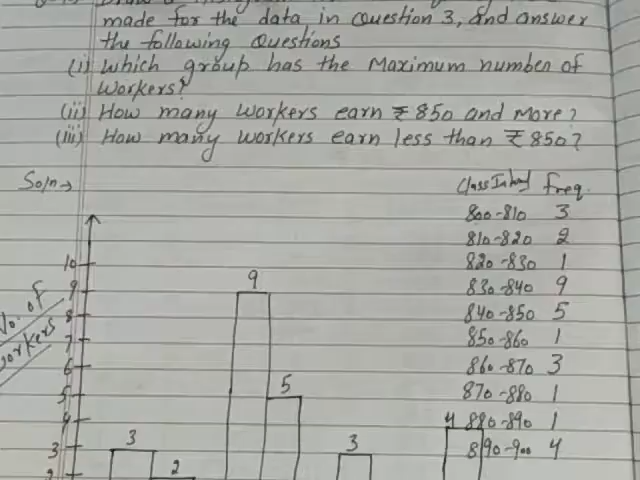 made for the data in Question 3, and answer
the following Questions
(i) Which group has the Maximum number of
Workers?
(ii) How many workers earn ₹850 and More?
(iii) How many workers earn less than ₹850?
Soln→
freq.
800-810 3
810-820 2
820-830 1
830-840 9
840-850 5
850-860 1
860-870 3
870-880 1
880-890 1
890-900 4
No. of
workers
10
9
8
7
6
5
4
3
2
3
2
9
5
3
4